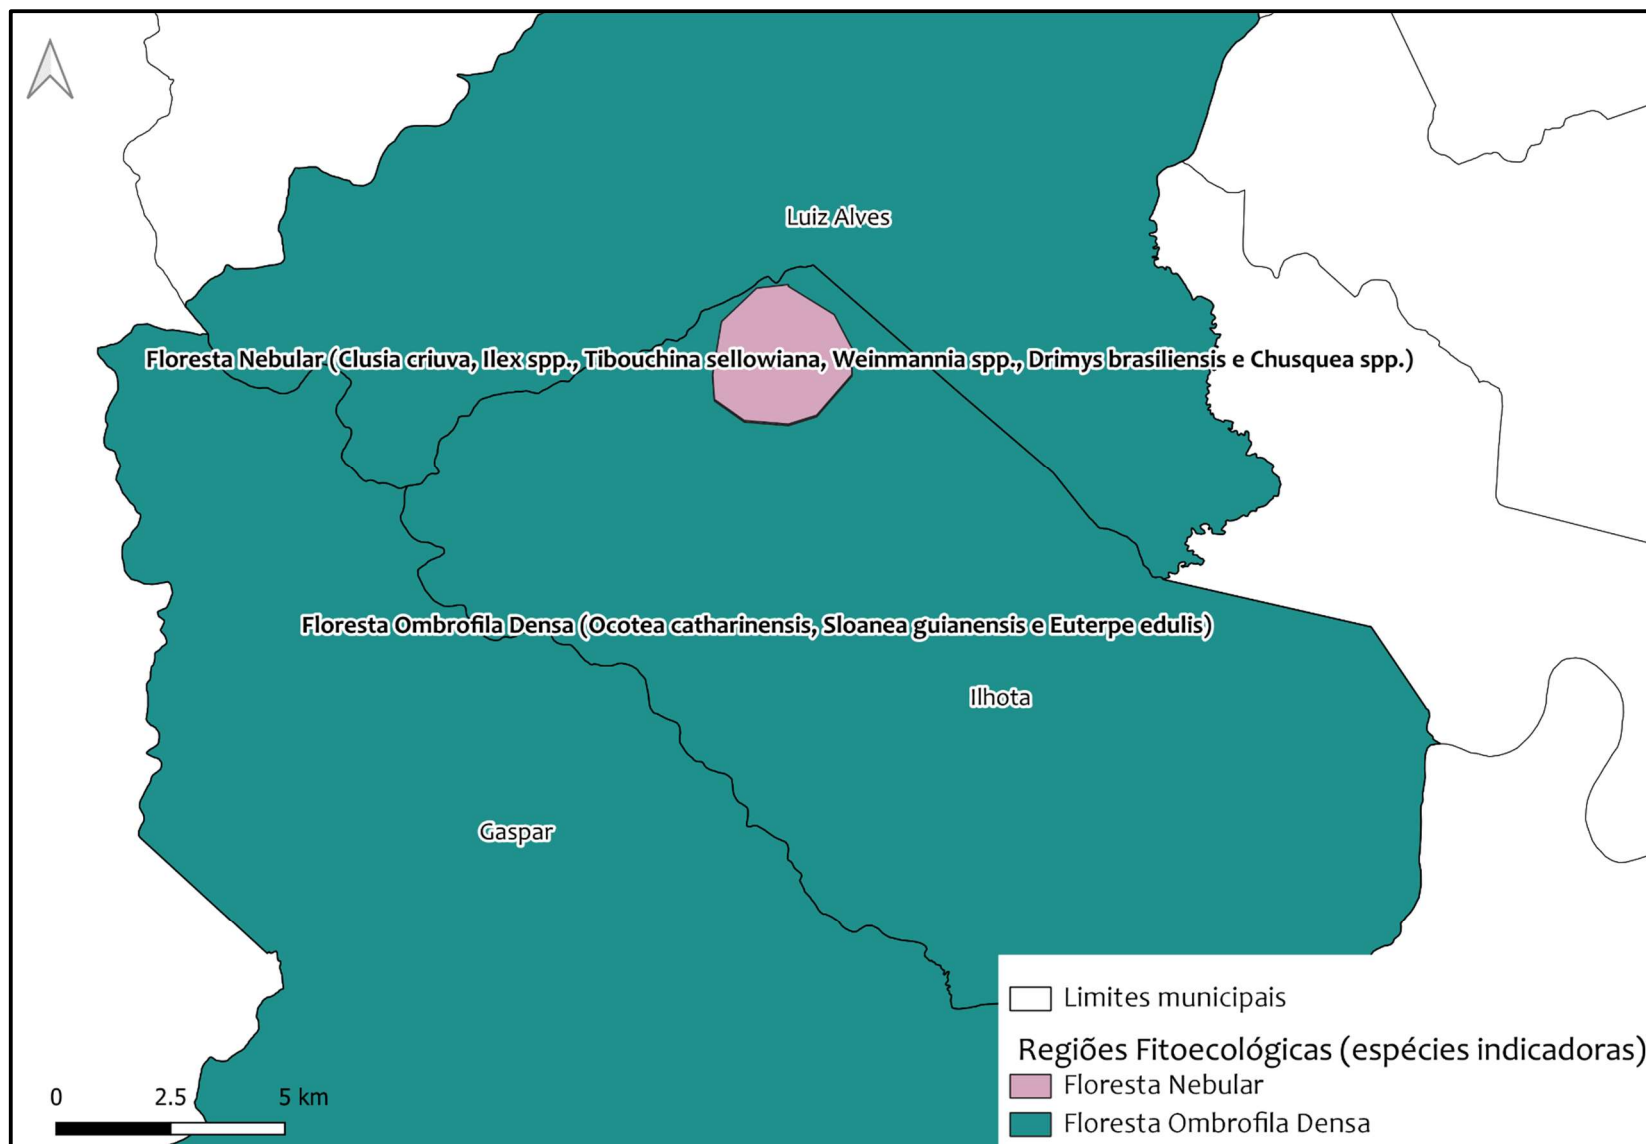 Luiz Alves
Floresta Nebular (Clusia criuva, Ilex spp., Tibouchina sellowiana, Weinmannia spp., Drimys brasiliensis e Chusquea spp.)
Floresta Ombrofila Densa (Ocotea catharinensis, Sloanea guianensis e Euterpe edulis)
Ilhota
Gaspar
Limites municipais
Regiões Fitoecológicas (espécies indicadoras)
Floresta Nebular
Floresta Ombrofila Densa
0 2.5 5 km